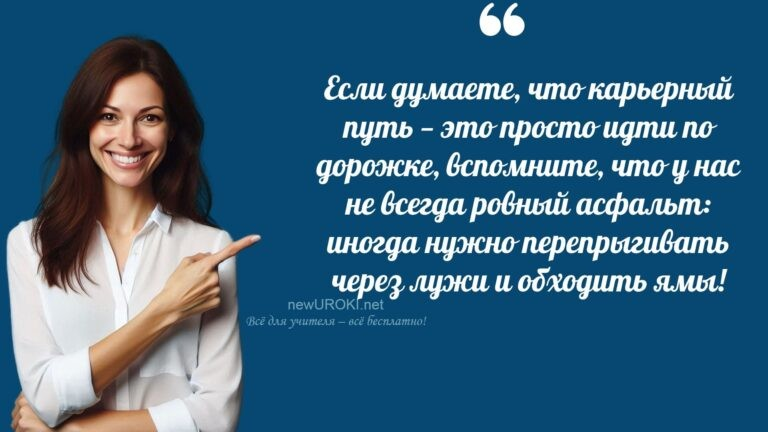 ❝
Если думаете, что карьерный
путь – это просто идти по
дорожке, вспомните, что у нас
не всегда ровный асфальт:
иногда нужно перепрыгивать
через лужи и обходить ямы!
newUROKI.net
Всё для учителя – всё бесплатно!